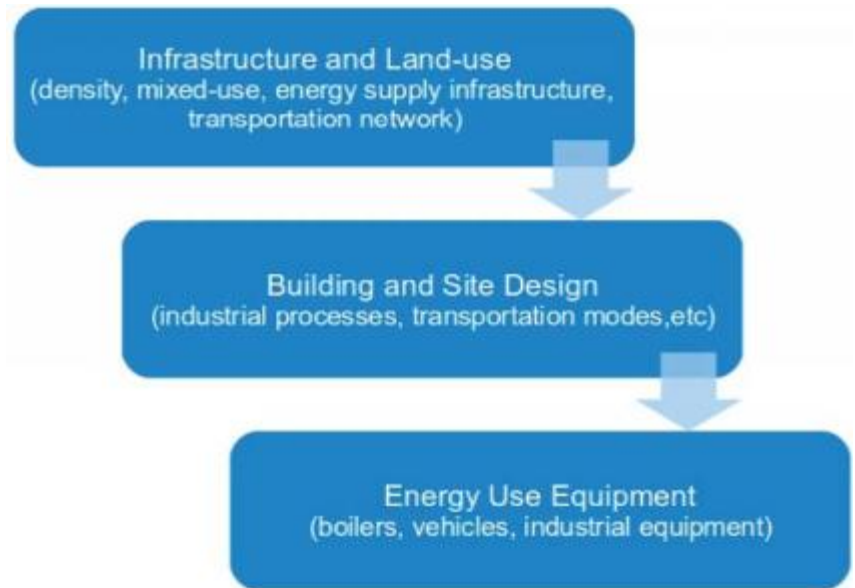 Infrastructure and Land-use
(density, mixed-use, energy supply infrastructure,
transportation network)
Building and Site Design
(industrial processes, transportation modes,etc)
Energy Use Equipment
(boilers, vehicles, industrial equipment)